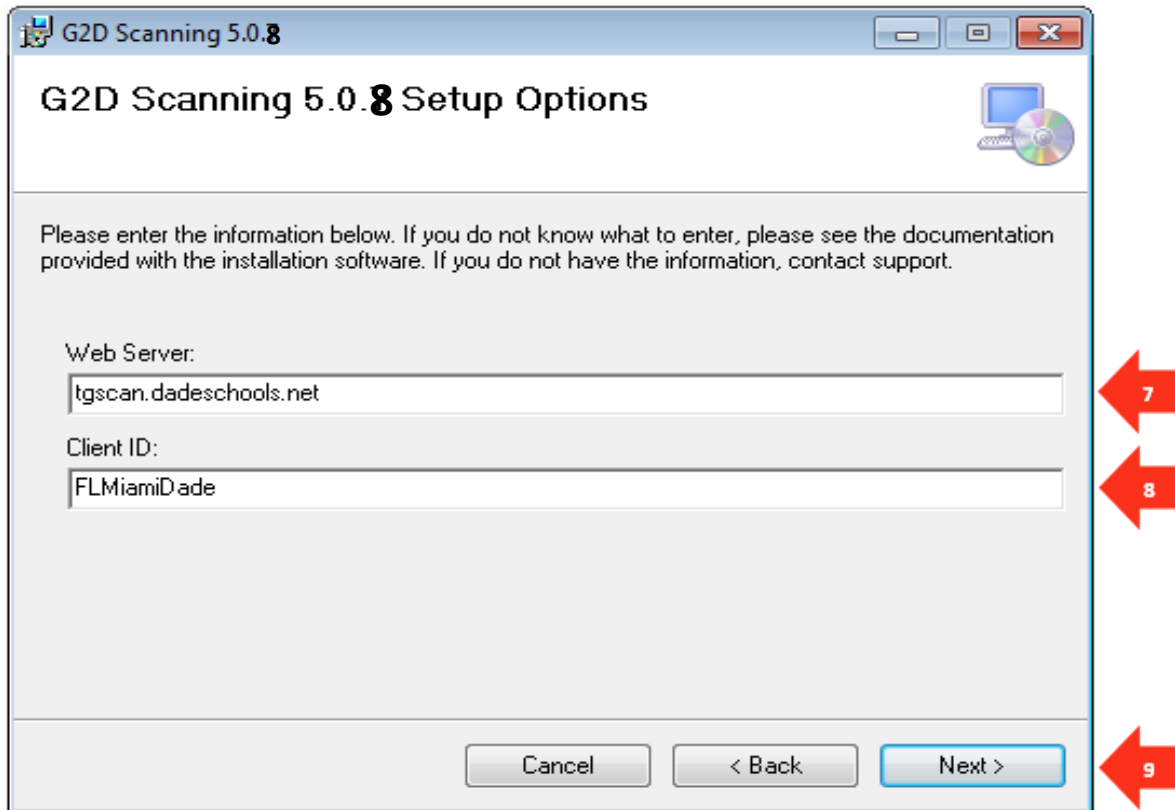 G2D Scanning 5.0.8
G2D Scanning 5.0.8 Setup Options
Please enter the information below. If you do not know what to enter, please see the documentation
provided with the installation software. If you do not have the information, contact support.
Web Server:
tgscan.dadeschools.net
7
Client ID:
FLMiamiDade
8
Cancel
< Back
Next >
9